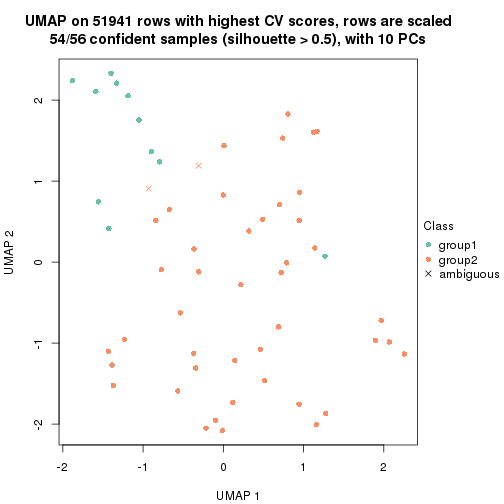 UMAP on 51941 rows with highest CV scores, rows are scaled
54/56 confident samples (silhouette > 0.5), with 10 PCs
2
1
0
-1
-2
UMAP 2
-2
-1
0
1
2
UMAP 1
Class
group1
group2
ambiguous